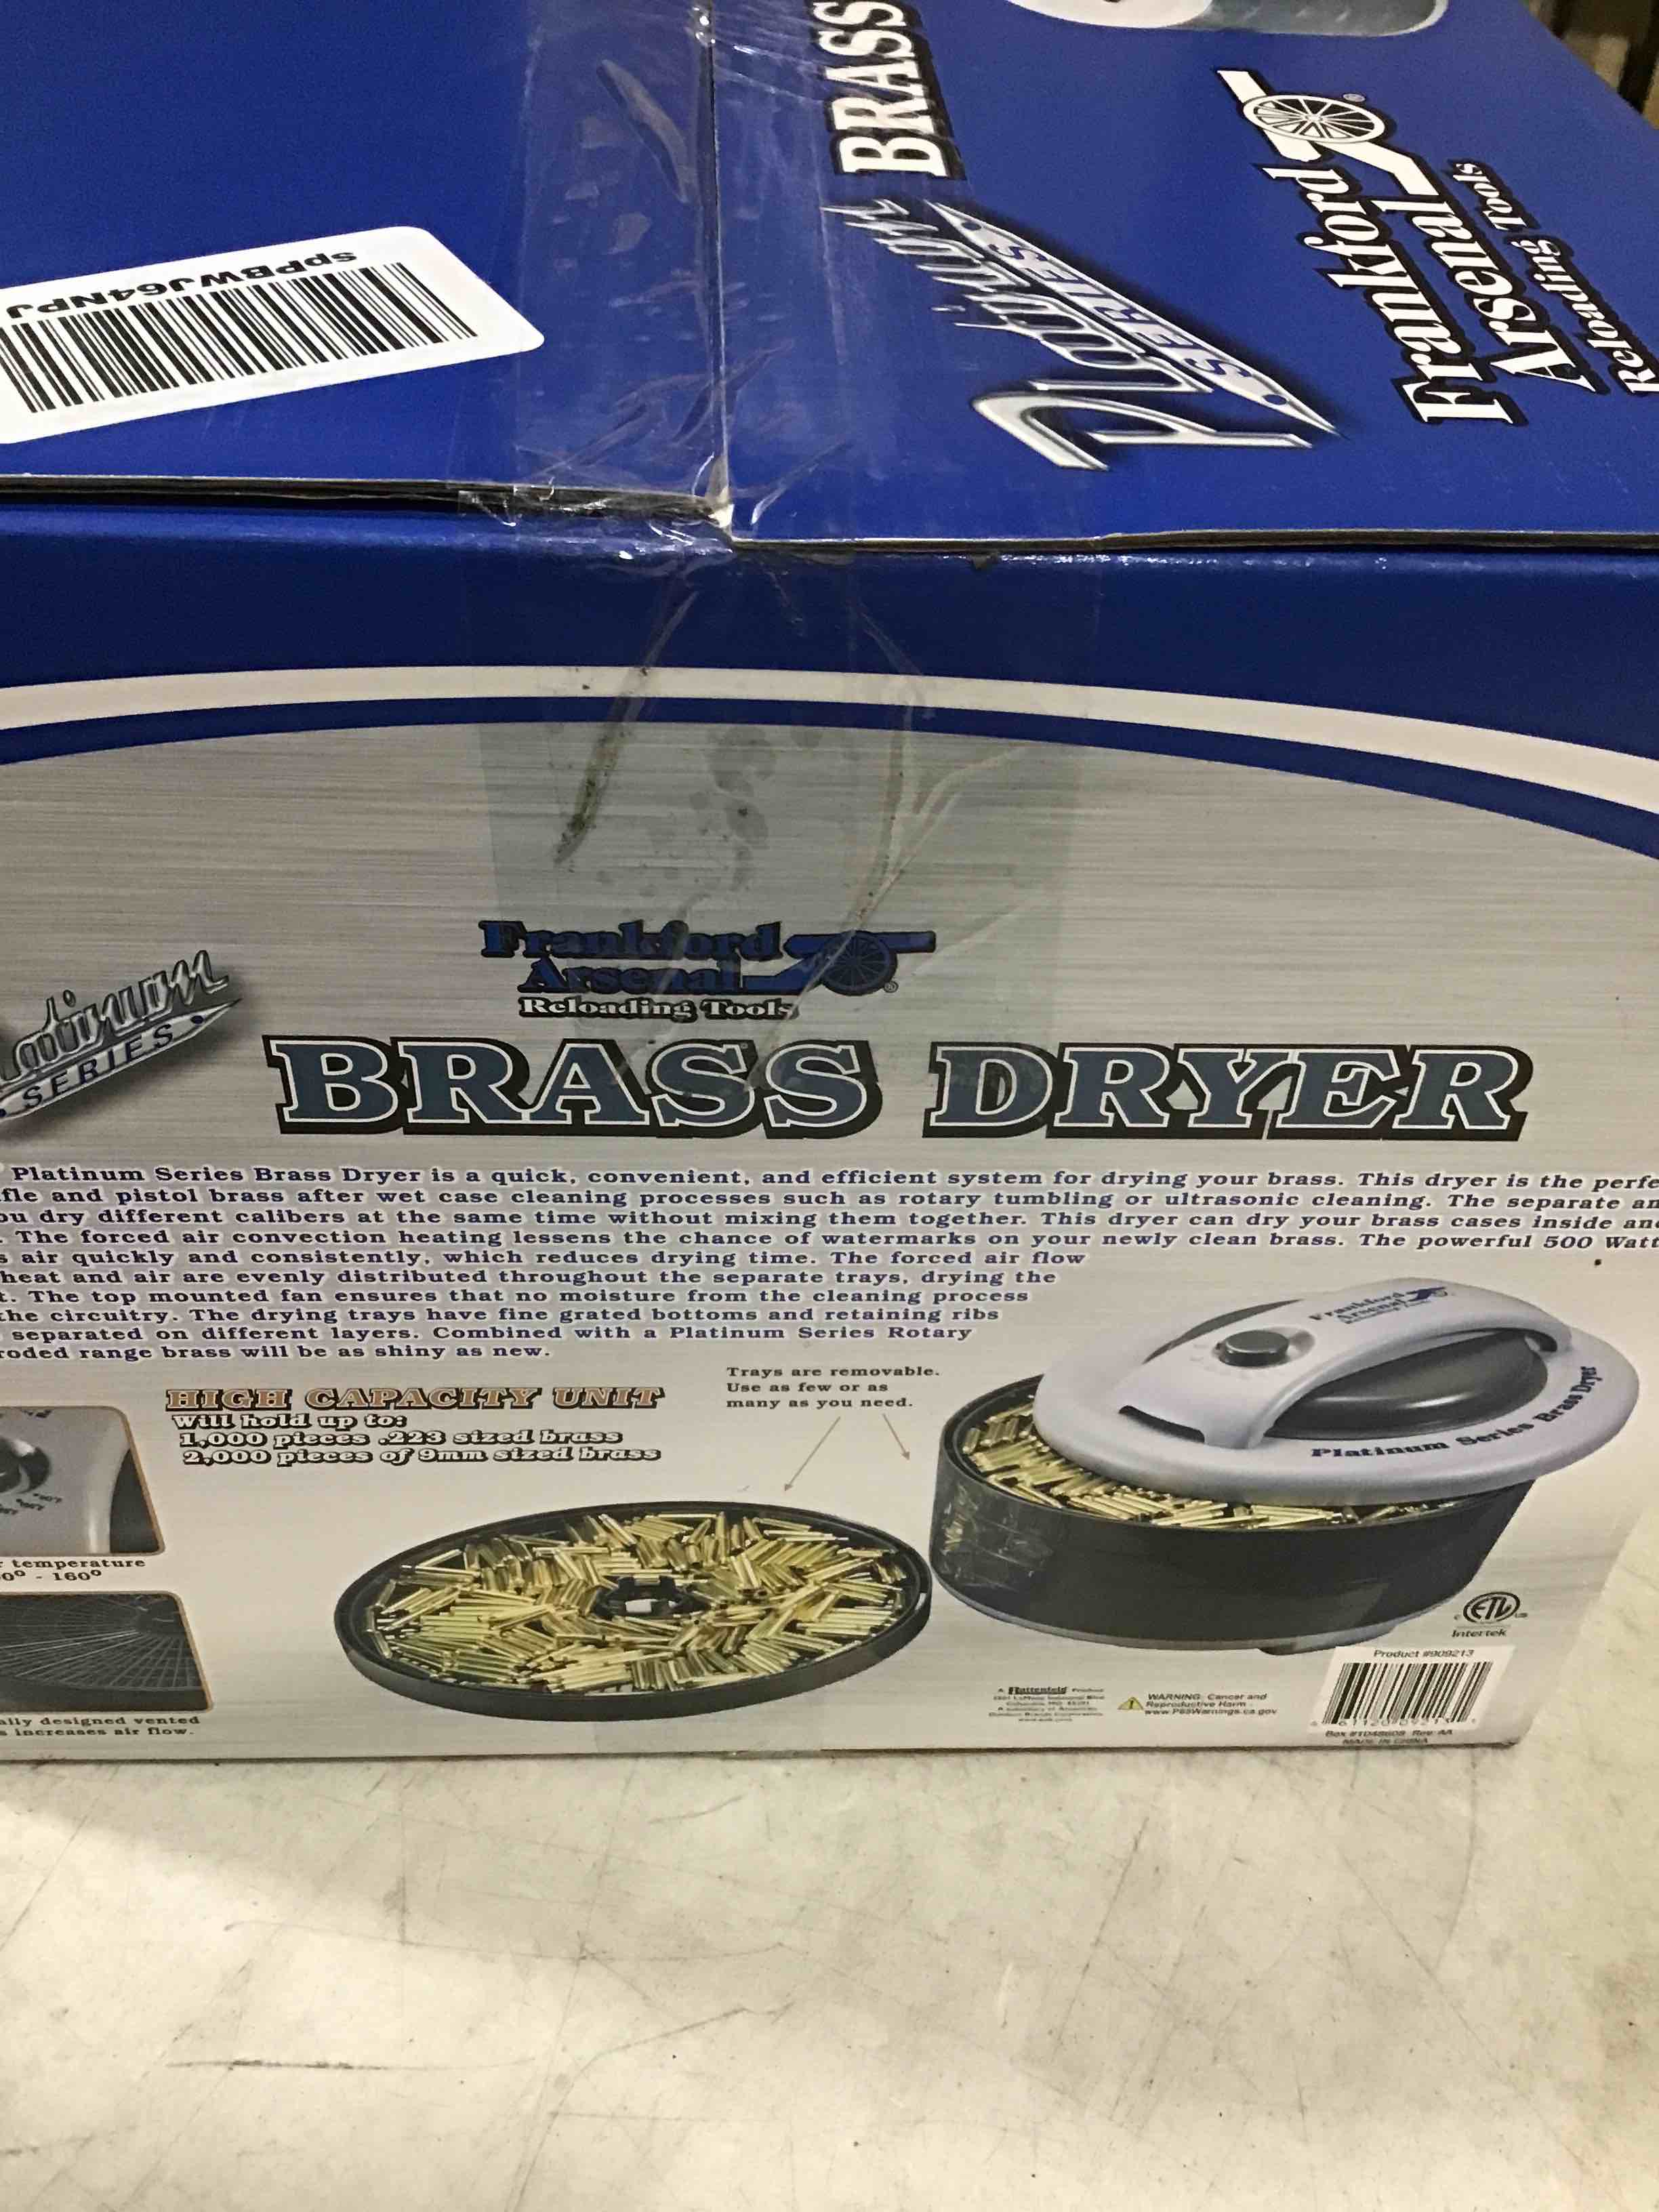 spPBWJ64NPJ
BRASS
Platinum
SERIES
Frankford
Arsenal
Reloading Tools
Frankford
Arsenal
Reloading Tools
SERIES
BRASS DRYER
Platinum Series Brass Dryer is a quick, convenient, and efficient system for drying your brass. This dryer is the perfe
fle and pistol brass after wet case cleaning processes such as rotary tumbling or ultrasonic cleaning. The separate an
ou dry different calibers at the same time without mixing them together. This dryer can dry your brass cases inside and
. The forced air convection heating lessens the chance of watermarks on your newly clean brass. The powerful 500 Watt
s air quickly and consistently, which reduces drying time. The forced air flow
heat and air are evenly distributed throughout the separate trays, drying the
t. The top mounted fan ensures that no moisture from the cleaning process
the circuitry. The drying trays have fine grated bottoms and retaining ribs
separated on different layers. Combined with a Platinum Series Rotary
roded range brass will be as shiny as new.
HIGH CAPACITY UNIT
Will hold up to:
1,000 pieces .223 sized brass
2,000 pieces of 9mm sized brass
Trays are removable.
Use as few or as
many as you need.
Frankford
Arsenal
Platinum Series Brass Dryer
r temperature
0° - 160°
ally designed vented
s increases air flow.
ETL
Intertek
Product #909213
A Battenfeld Product
WARNING: Cancer and
Reproductive Harm -
www.P65Warnings.ca.gov
MADE IN CHINA